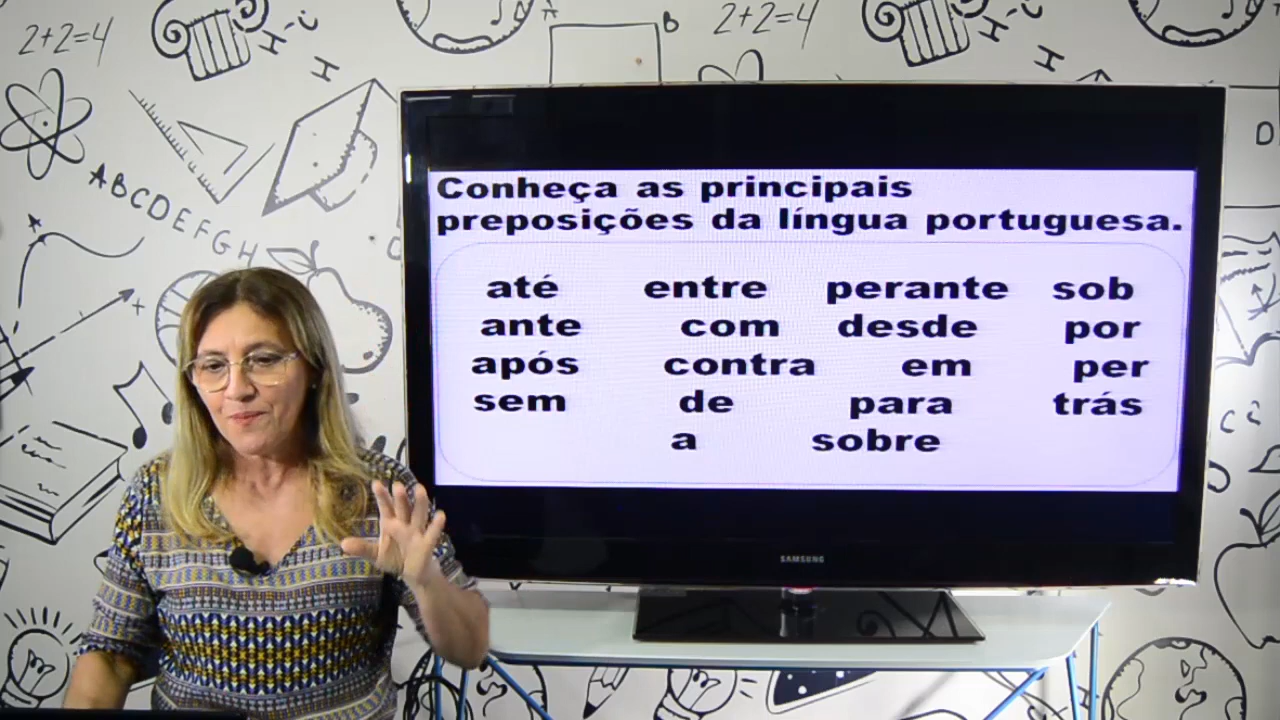 2+2=4
H-i
H
A
B
2+2=4
H-i
H
D
ABCDEFGH
Conheça as principais
preposições da língua portuguesa.
até entre perante sob
ante com desde por
após contra em per
sem de para trás
a sobre
SAMSUNG